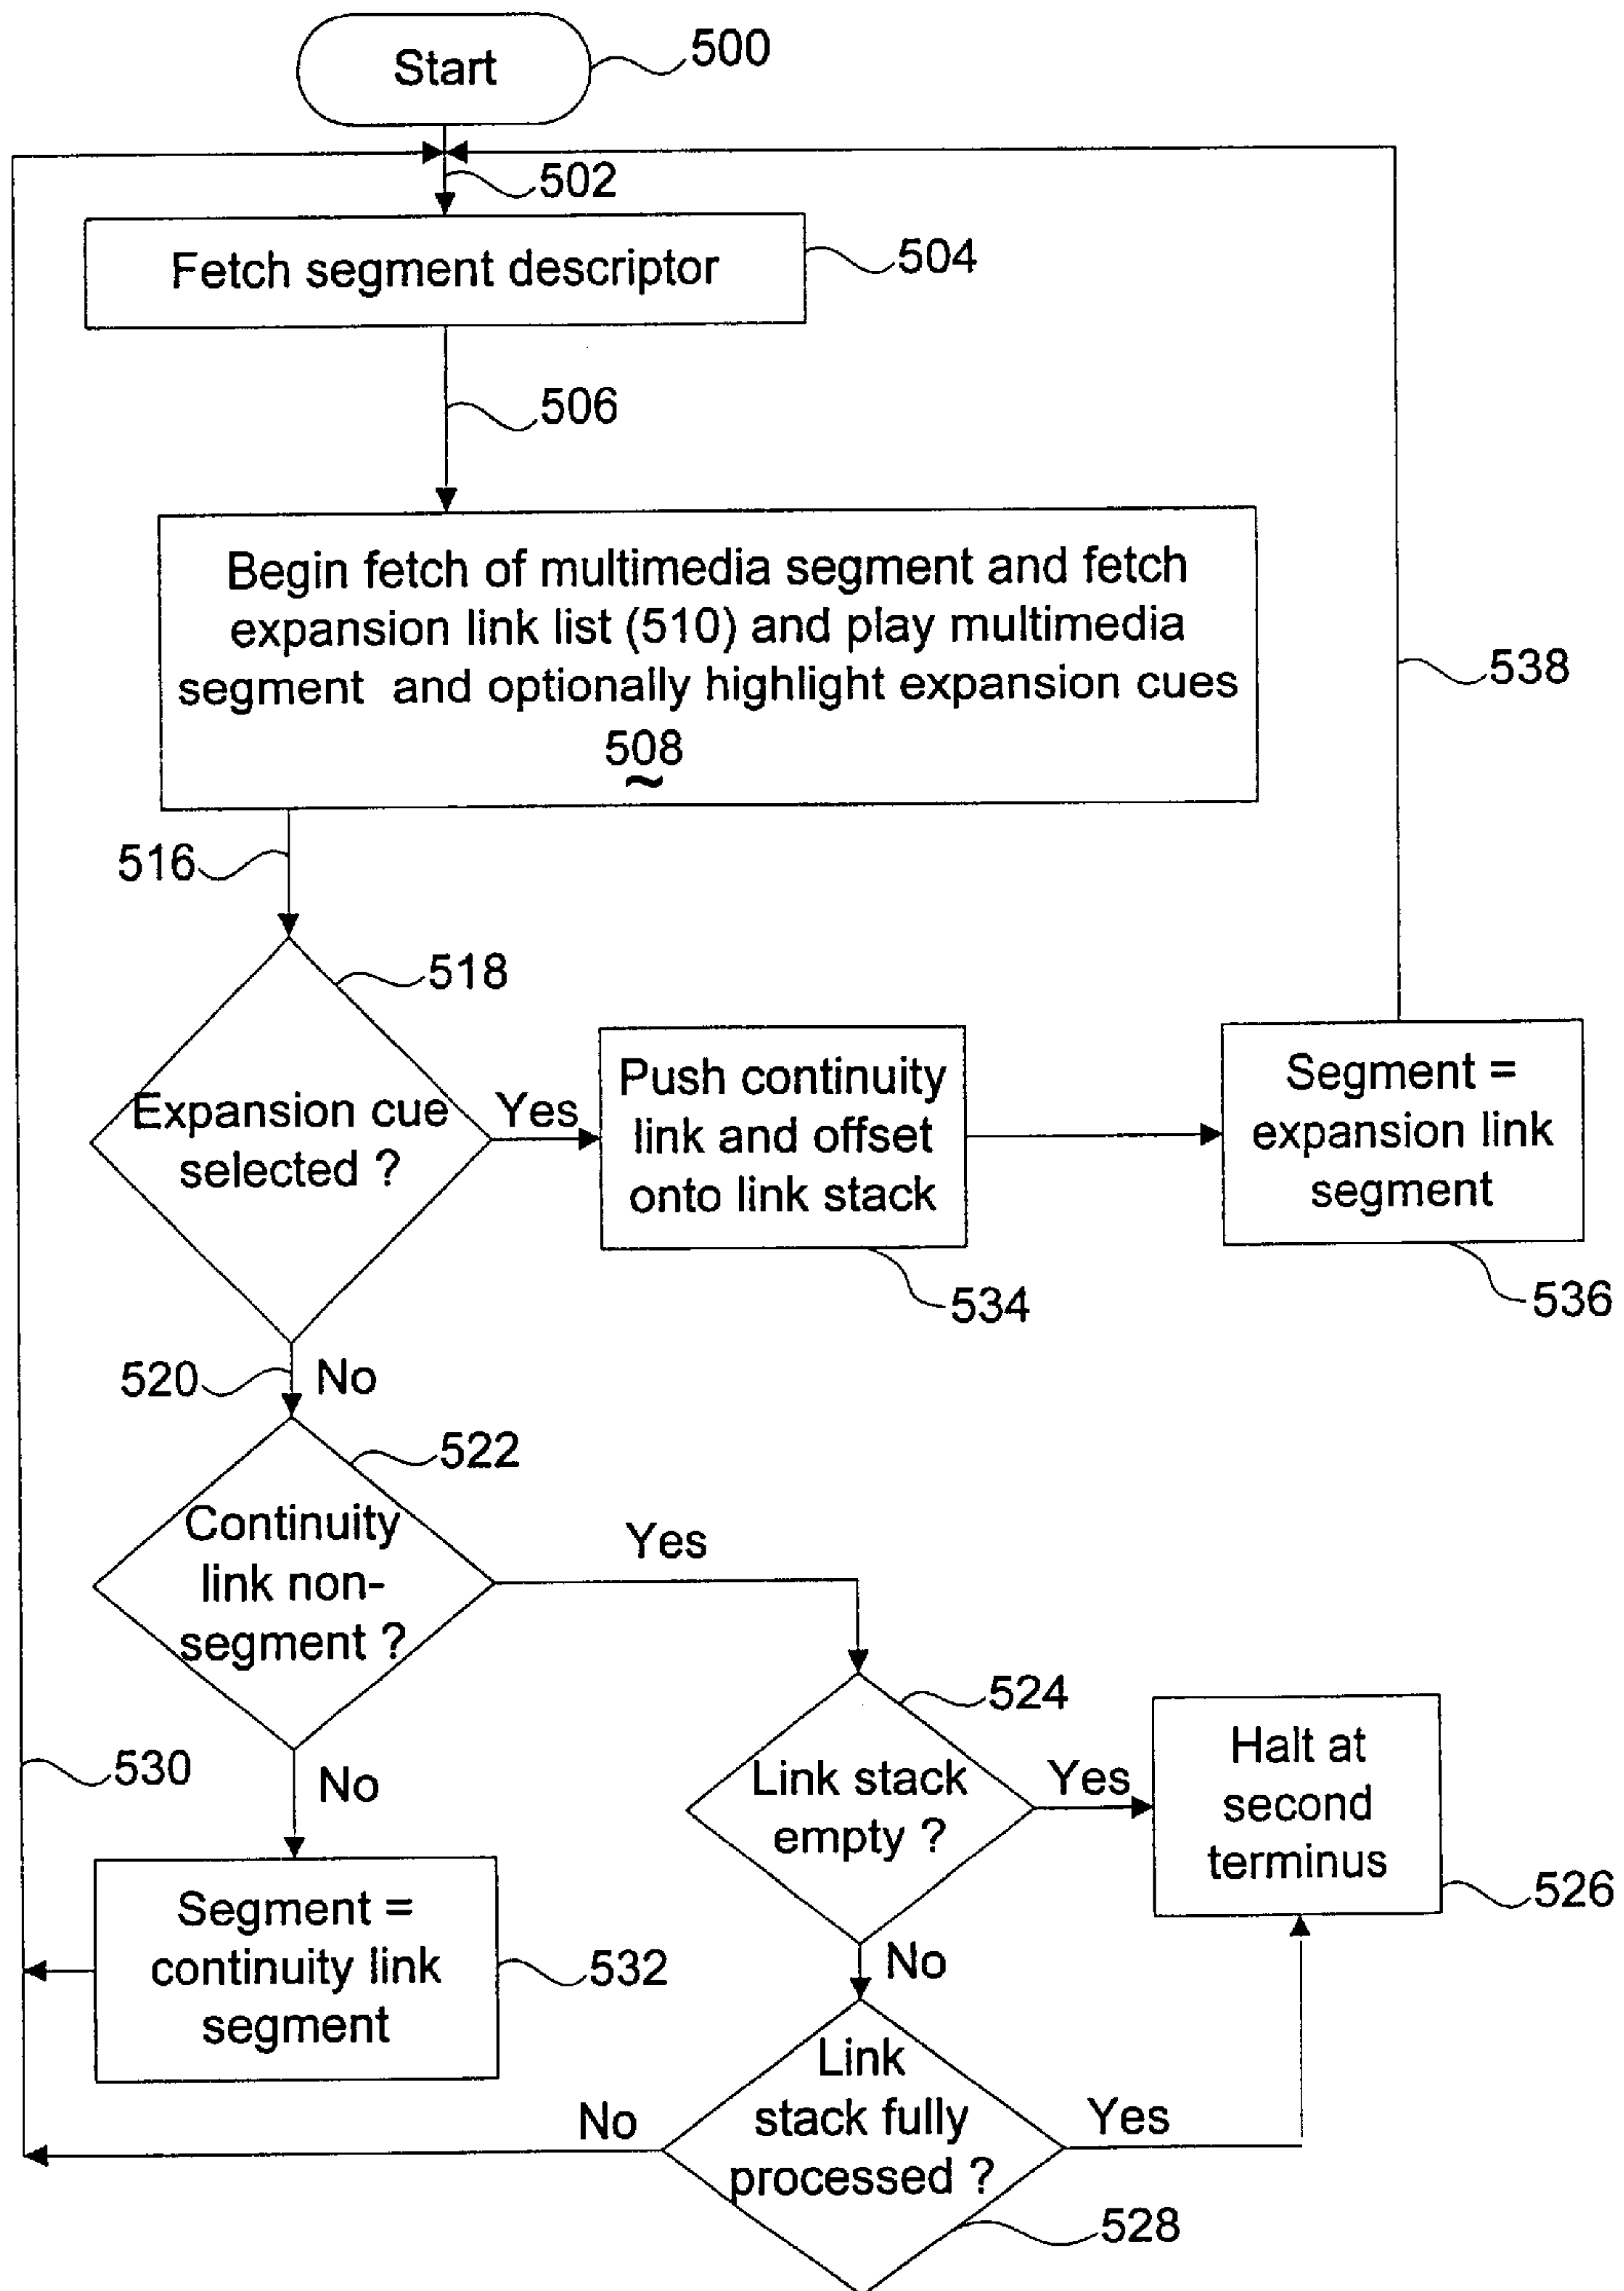 Start
500
502
Fetch segment descriptor
504
506
Begin fetch of multimedia segment and fetch
expansion link list (510) and play multimedia
segment and optionally highlight expansion cues
508
538
516
518
Expansion cue
selected ?
Yes
Push continuity
link and offset
onto link stack
534
Segment =
expansion link
segment
536
520
No
522
Continuity
link non-
segment ?
Yes
524
Link stack
empty ?
Yes
Halt at
second
terminus
526
530
No
Segment =
continuity link
segment
532
No
Link
stack fully
processed ?
No
Yes
528